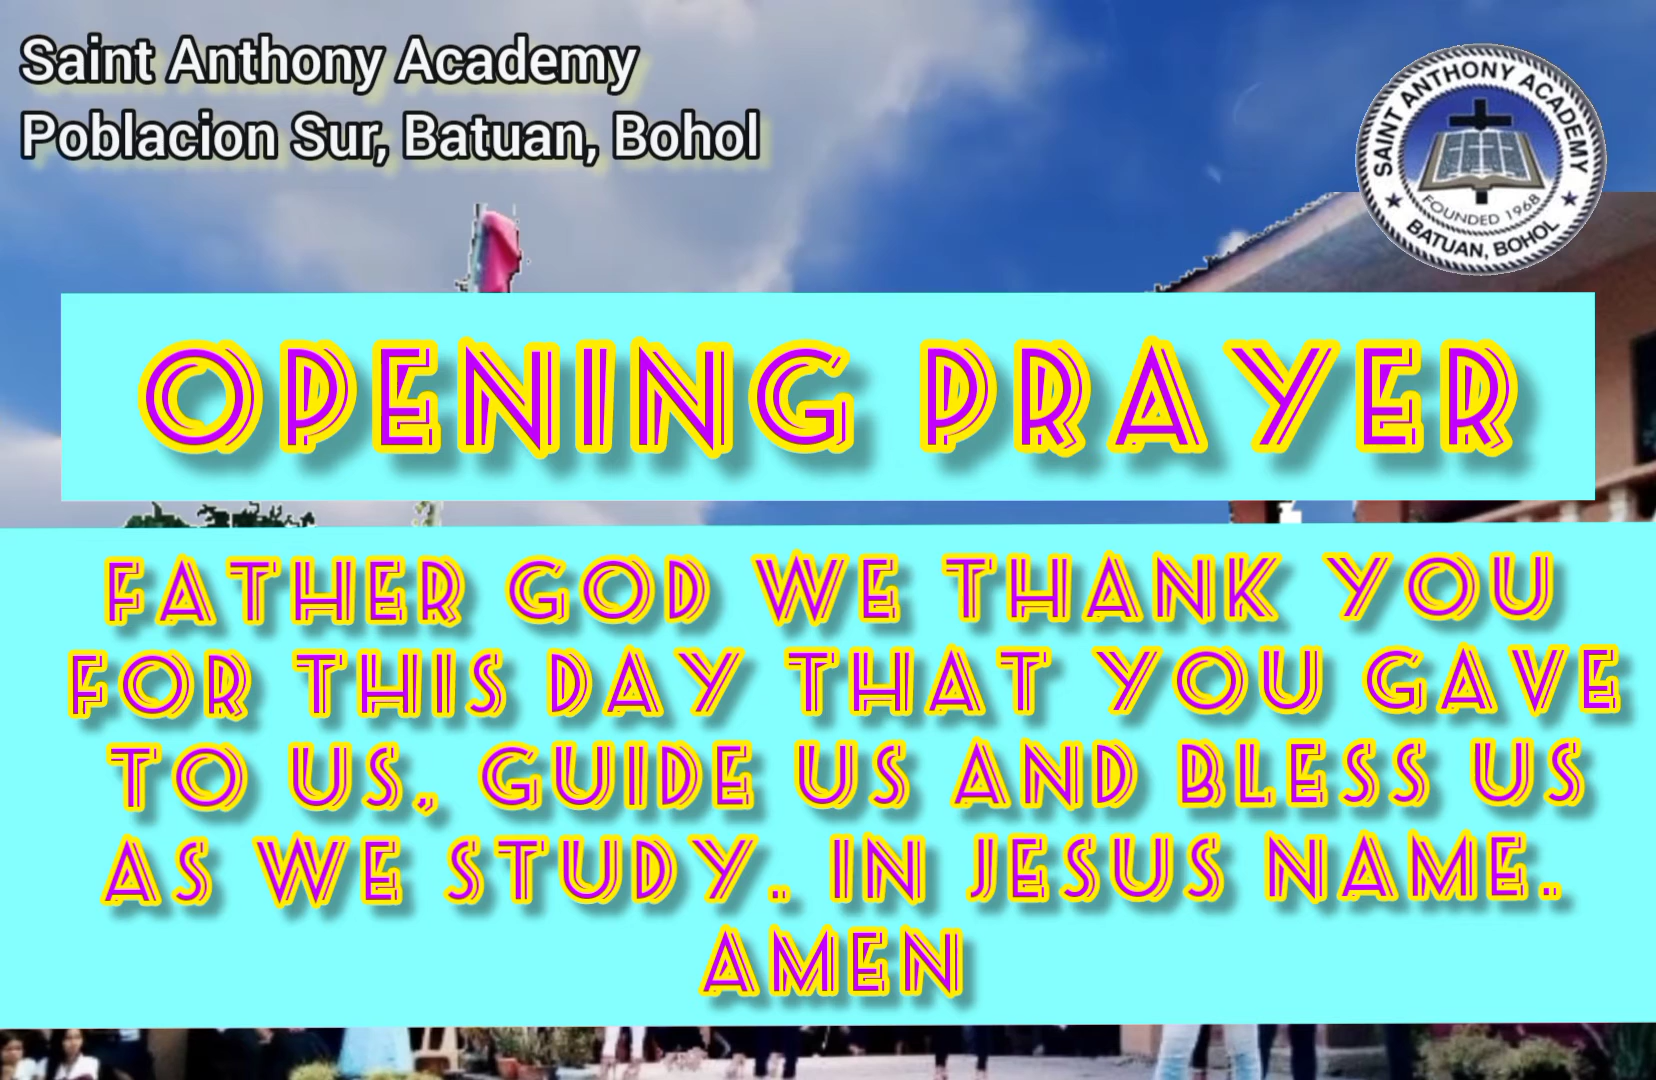 Saint Anthony Academy
Poblacion Sur, Batuan, Bohol
SAINT ANTHONY ACADEMY
FOUNDED 1968
BATUAN, BOHOL
OPENING PRAYER
FATHER GOD WE THANK YOU
FOR THIS DAY THAT YOU GAVE
TO US, GUIDE US AND BLESS US
AS WE STUDY. IN JESUS NAME.
AMEN